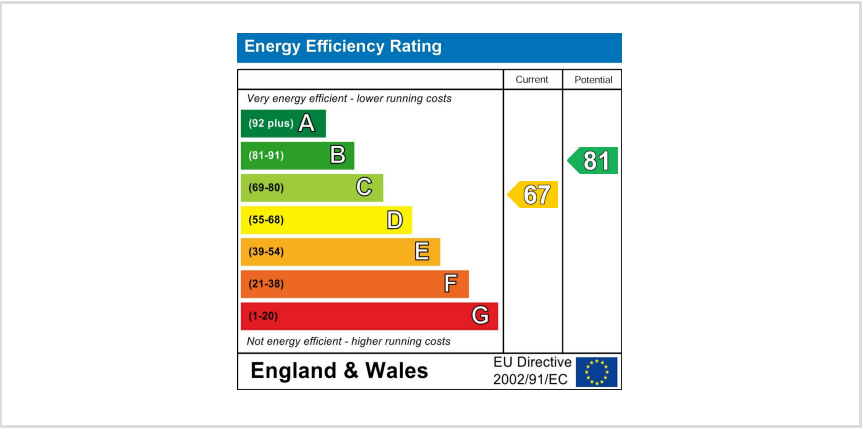 Energy Efficiency Rating
Current Potential
Very energy efficient - lower running costs
(92 plus) A
(81-91) B
81
(69-80) C
67
(55-68) D
(39-54) E
(21-38) F
(1-20) G
Not energy efficient - higher running costs
England & Wales
EU Directive
2002/91/EC